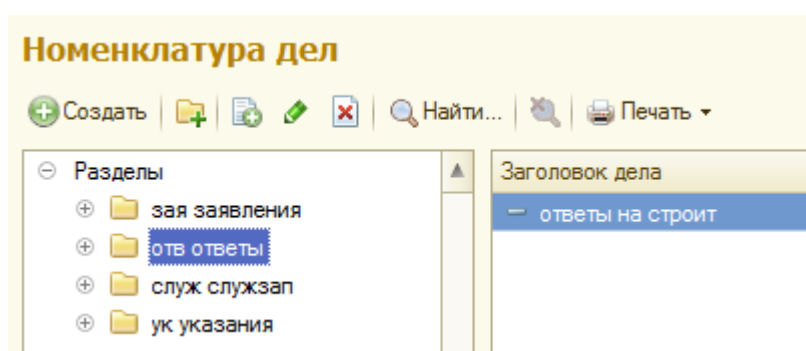 Номенклатура дел
Создать Найти... Печать
Разделы
зая заявления
отв ответы
служ служзап
ук указания
Заголовок дела
ответы на строит